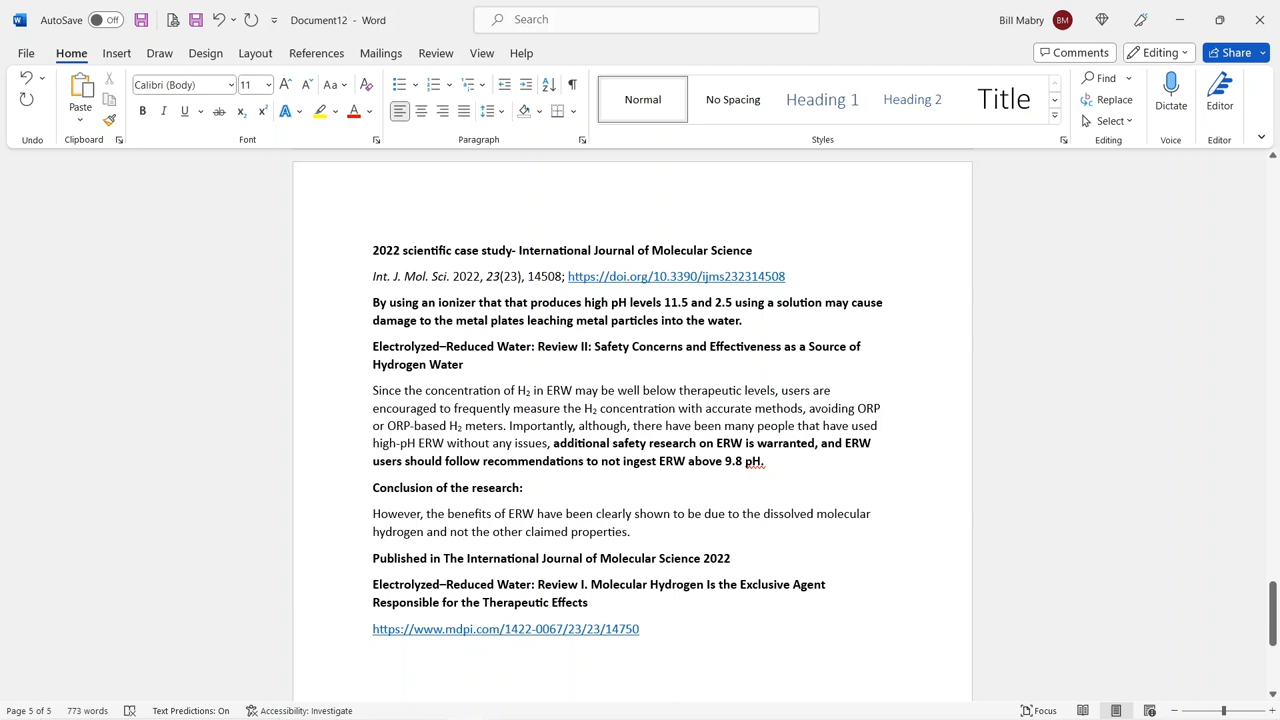 AutoSave Off Document12 - Word Search Bill Mabry BM
File Home Insert Draw Design Layout References Mailings Review View Help Comments Editing Share
Calibri (Body) 11 Aa Normal No Spacing Heading 1 Heading 2 Title Find
Paste B I U ab x₂ x² A A Replace Dictate Editor
Select
Undo Clipboard Font Paragraph Styles Editing Voice Editor
2022 scientific case study- International Journal of Molecular Science
Int. J. Mol. Sci. 2022, 23(23), 14508; https://doi.org/10.3390/ijms232314508
By using an ionizer that that produces high pH levels 11.5 and 2.5 using a solution may cause
damage to the metal plates leaching metal particles into the water.
Electrolyzed–Reduced Water: Review II: Safety Concerns and Effectiveness as a Source of
Hydrogen Water
Since the concentration of H₂ in ERW may be well below therapeutic levels, users are
encouraged to frequently measure the H₂ concentration with accurate methods, avoiding ORP
or ORP-based H₂ meters. Importantly, although, there have been many people that have used
high-pH ERW without any issues, additional safety research on ERW is warranted, and ERW
users should follow recommendations to not ingest ERW above 9.8 pH.
Conclusion of the research:
However, the benefits of ERW have been clearly shown to be due to the dissolved molecular
hydrogen and not the other claimed properties.
Published in The International Journal of Molecular Science 2022
Electrolyzed–Reduced Water: Review I. Molecular Hydrogen Is the Exclusive Agent
Responsible for the Therapeutic Effects
https://www.mdpi.com/1422-0067/23/23/14750
Page 5 of 5 773 words Text Predictions: On Accessibility: Investigate Focus